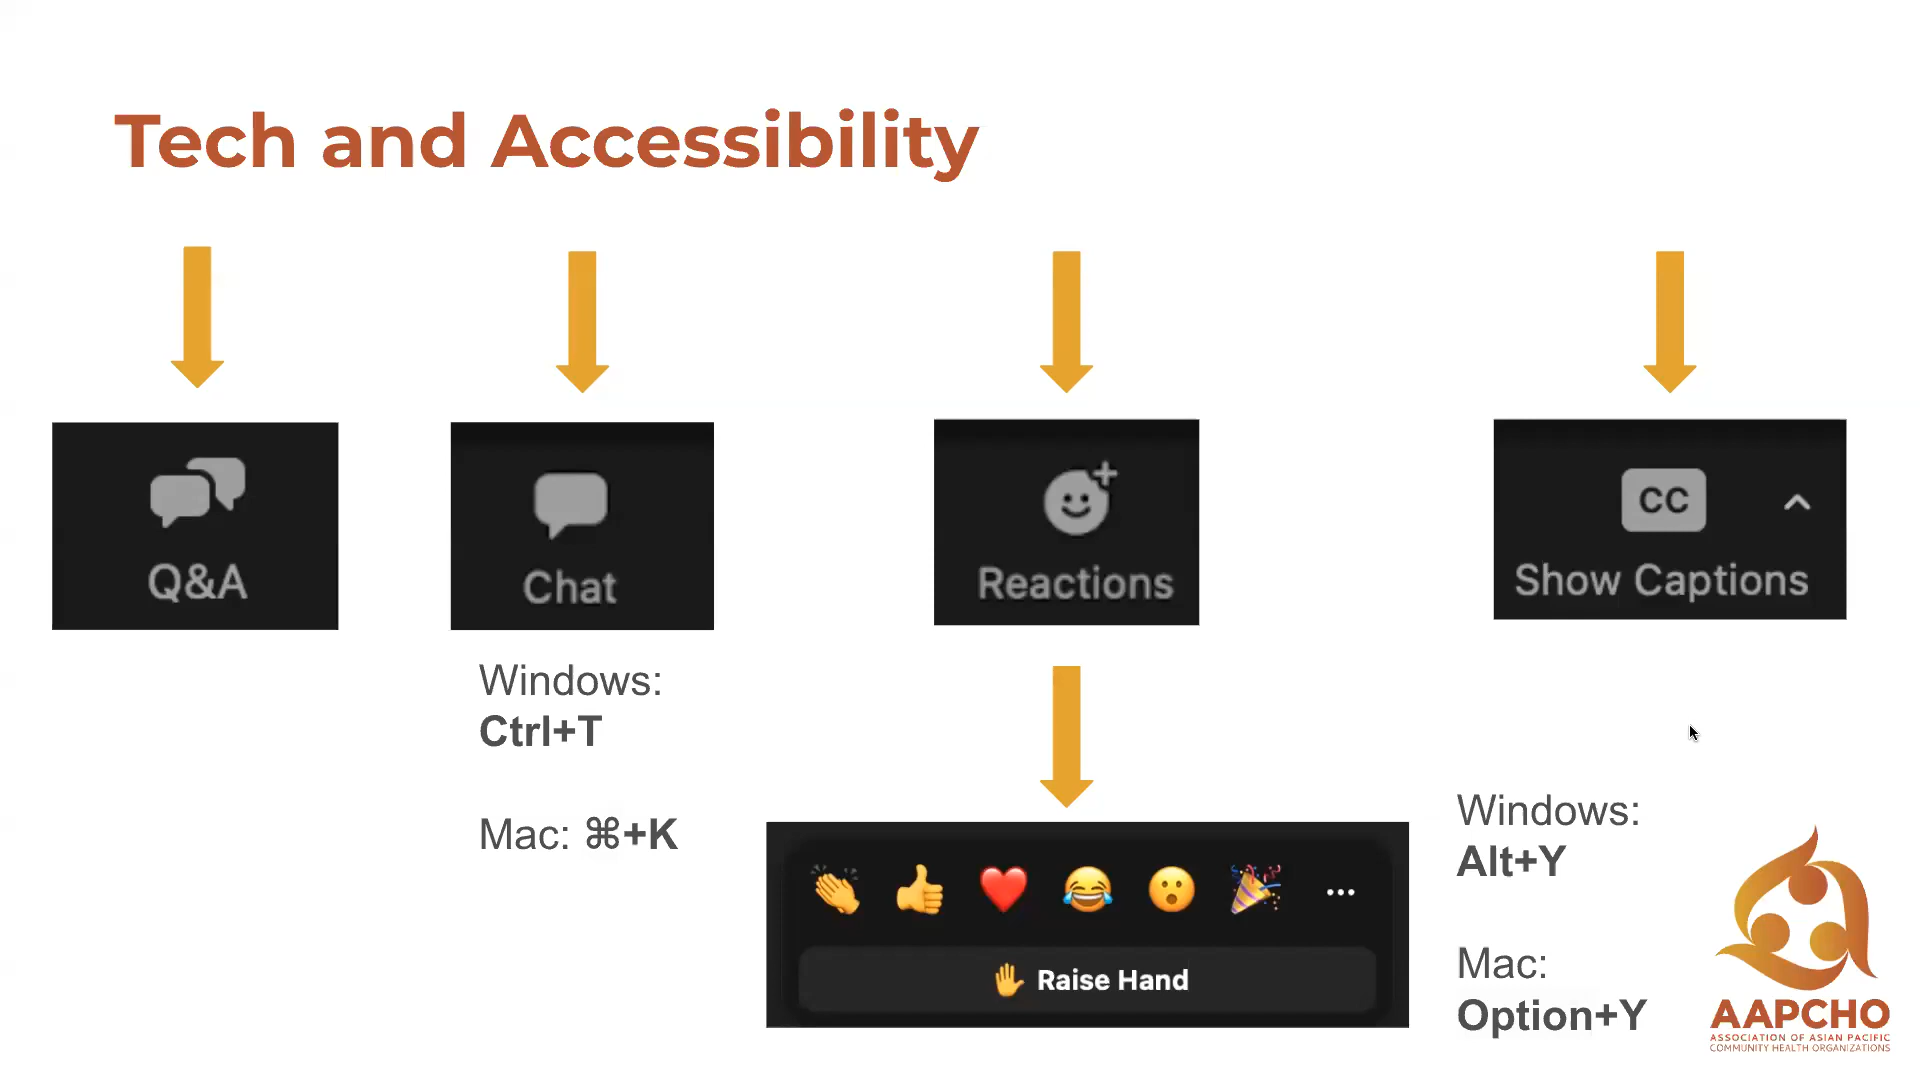 Tech and Accessibility
Q&A
Chat
Reactions
CC
Show Captions
Windows:
Ctrl+T
Mac: ⌘+K
Raise Hand
Windows:
Alt+Y
Mac:
Option+Y
AAPCHO
ASSOCIATION OF ASIAN PACIFIC
COMMUNITY HEALTH ORGANIZATIONS